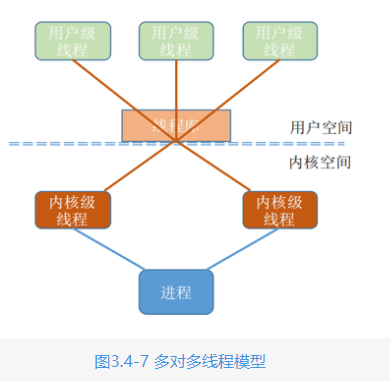 用户级
线程
用户级
线程
用户级
线程
线程库
用户空间
内核空间
内核级
线程
内核级
线程
进程
图3.4-7 多对多线程模型